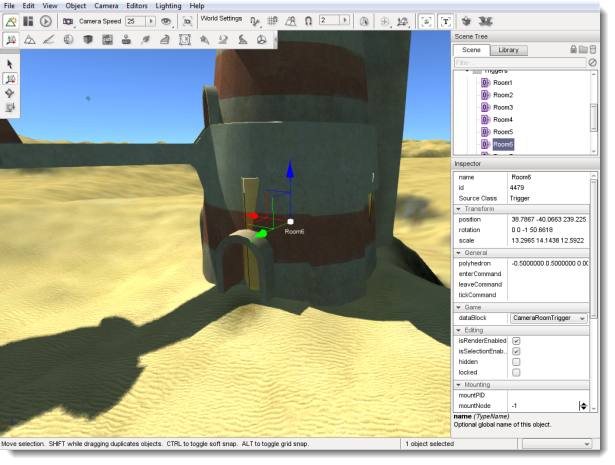 File Edit View Object Camera Editors Lighting Help
Camera Speed 25 World Settings 2 T
Scene Tree
Scene Library
Filter...
Triggers
Room1
Room2
Room3
Room4
Room5
Room6
Inspector
name Room6
id 4479
Source Class Trigger
Transform
position 38.7867 -40.0663 239.225
rotation 0 0 -1 50.6618
scale 13.2965 14.1438 12.5922
General
polyhedron -0.5000000 0.5000000 0.00
enterCommand
leaveCommand
tickCommand
Game
dataBlock CameraRoomTrigger
Editing
isRenderEnabled
isSelectionEnab..
hidden
locked
Mounting
mountPID
mountNode -1
name (TypeName)
Optional global name of this object.
Room6
Move selection. SHIFT while dragging duplicates objects. CTRL to toggle soft snap. ALT to toggle grid snap. 1 object selected